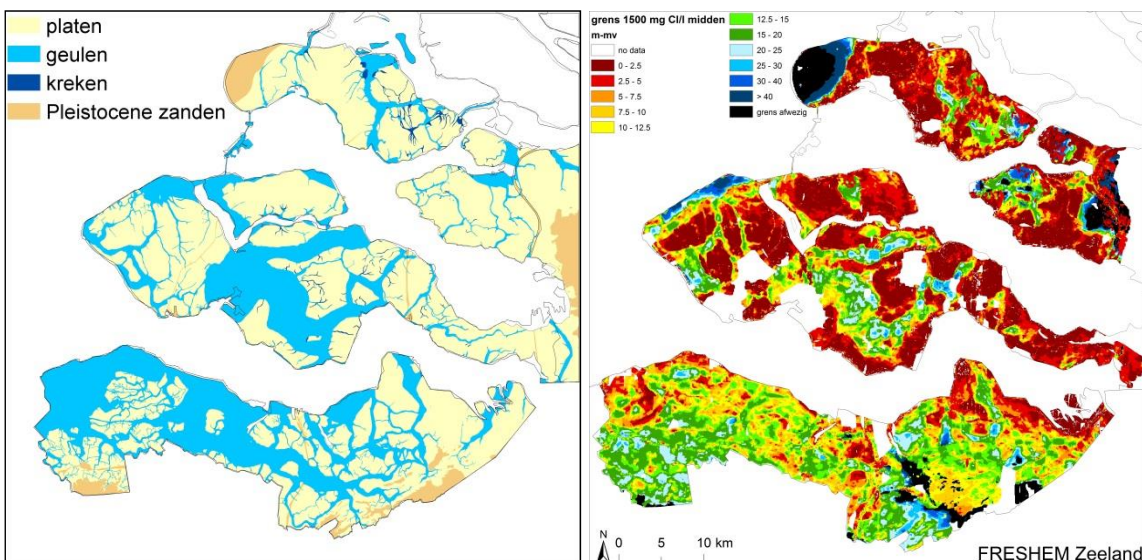 platen
geulen
kreken
Pleistocene zanden
grens 1500 mg Cl/l midden
m-mv
no data
0 - 2.5
2.5 - 5
5 - 7.5
7.5 - 10
10 - 12.5
12.5 - 15
15 - 20
20 - 25
25 - 30
30 - 40
> 40
grens afwezig
N
0 5 10 km
FRESHEM Zeeland